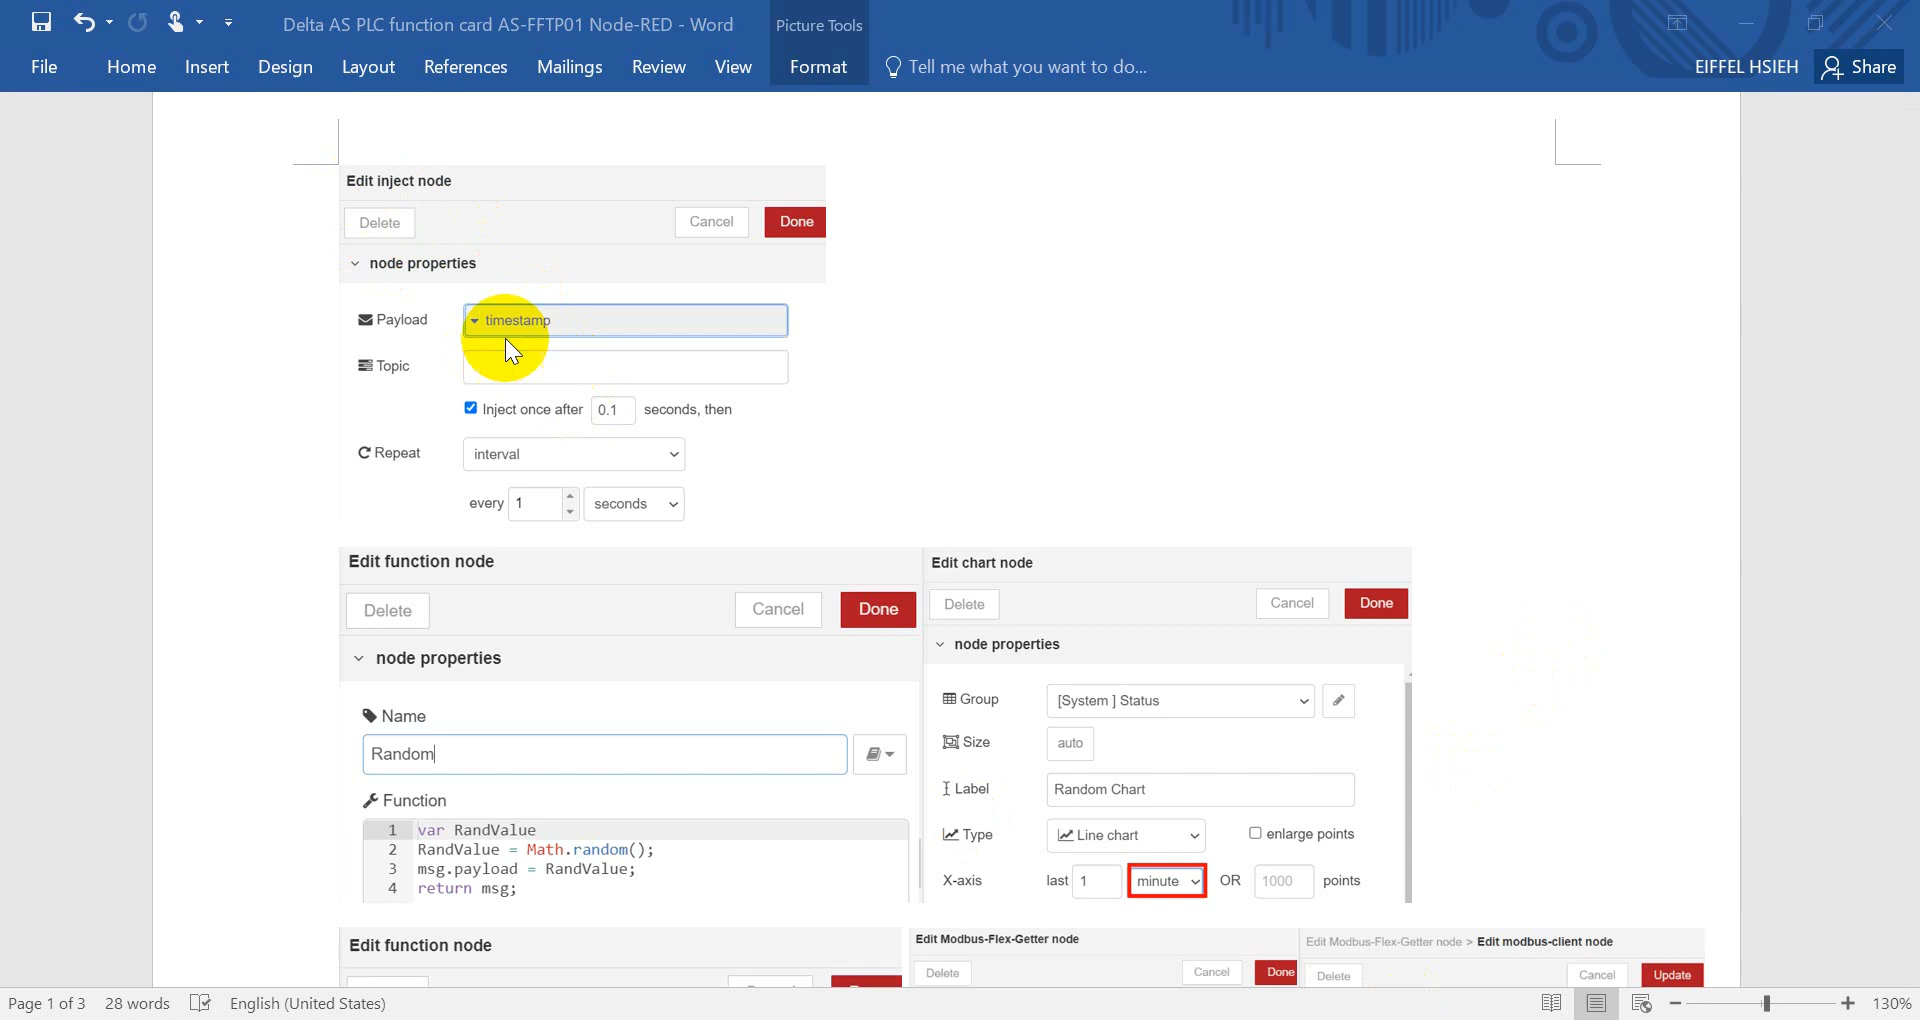 Delta AS PLC function card AS-FFTP01 Node-RED - Word
Picture Tools
File Home Insert Design Layout References Mailings Review View Format Tell me what you want to do... EIFFEL HSIEH Share
Edit inject node
Delete Cancel Done
node properties
Payload timestamp
Topic
Inject once after 0.1 seconds, then
Repeat interval
every 1 seconds
Edit function node
Delete Cancel Done
node properties
Name
Random
Function
1 var RandValue
2 RandValue = Math.random();
3 msg.payload = RandValue;
4 return msg;
Edit chart node
Delete Cancel Done
node properties
Group [System ] Status
Size auto
Label Random Chart
Type Line chart enlarge points
X-axis last 1 minute OR 1000 points
Edit function node
Edit Modbus-Flex-Getter node
Delete Cancel Done
Edit Modbus-Flex-Getter node > Edit modbus-client node
Delete Cancel Update
Page 1 of 3 28 words English (United States) 130%